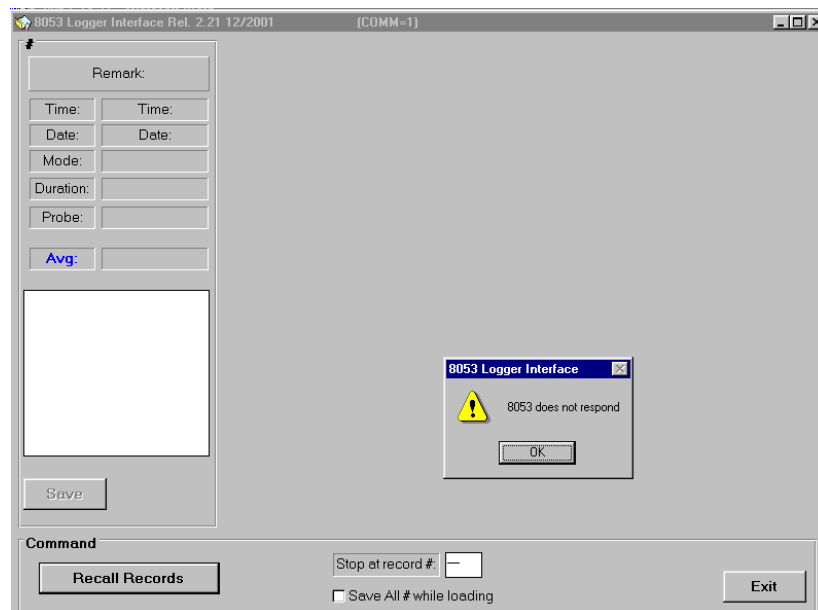 8053 Logger Interface Rel. 2.21 12/2001 (COMM=1)
#
Remark:
Time: Time:
Date: Date:
Mode:
Duration:
Probe:
Avg:
8053 Logger Interface
8053 does not respond
OK
Save
Command
Recall Records
Stop at record #: —
Save All # while loading
Exit